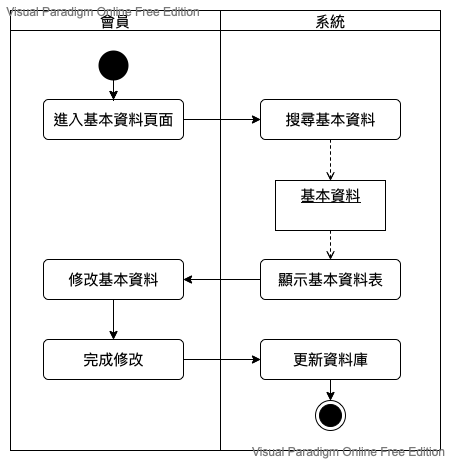 Visual Paradigm Online Free Edition
會員
系統
進入基本資料頁面
搜尋基本資料
基本資料
修改基本資料
顯示基本資料表
完成修改
更新資料庫
Visual Paradigm Online Free Edition